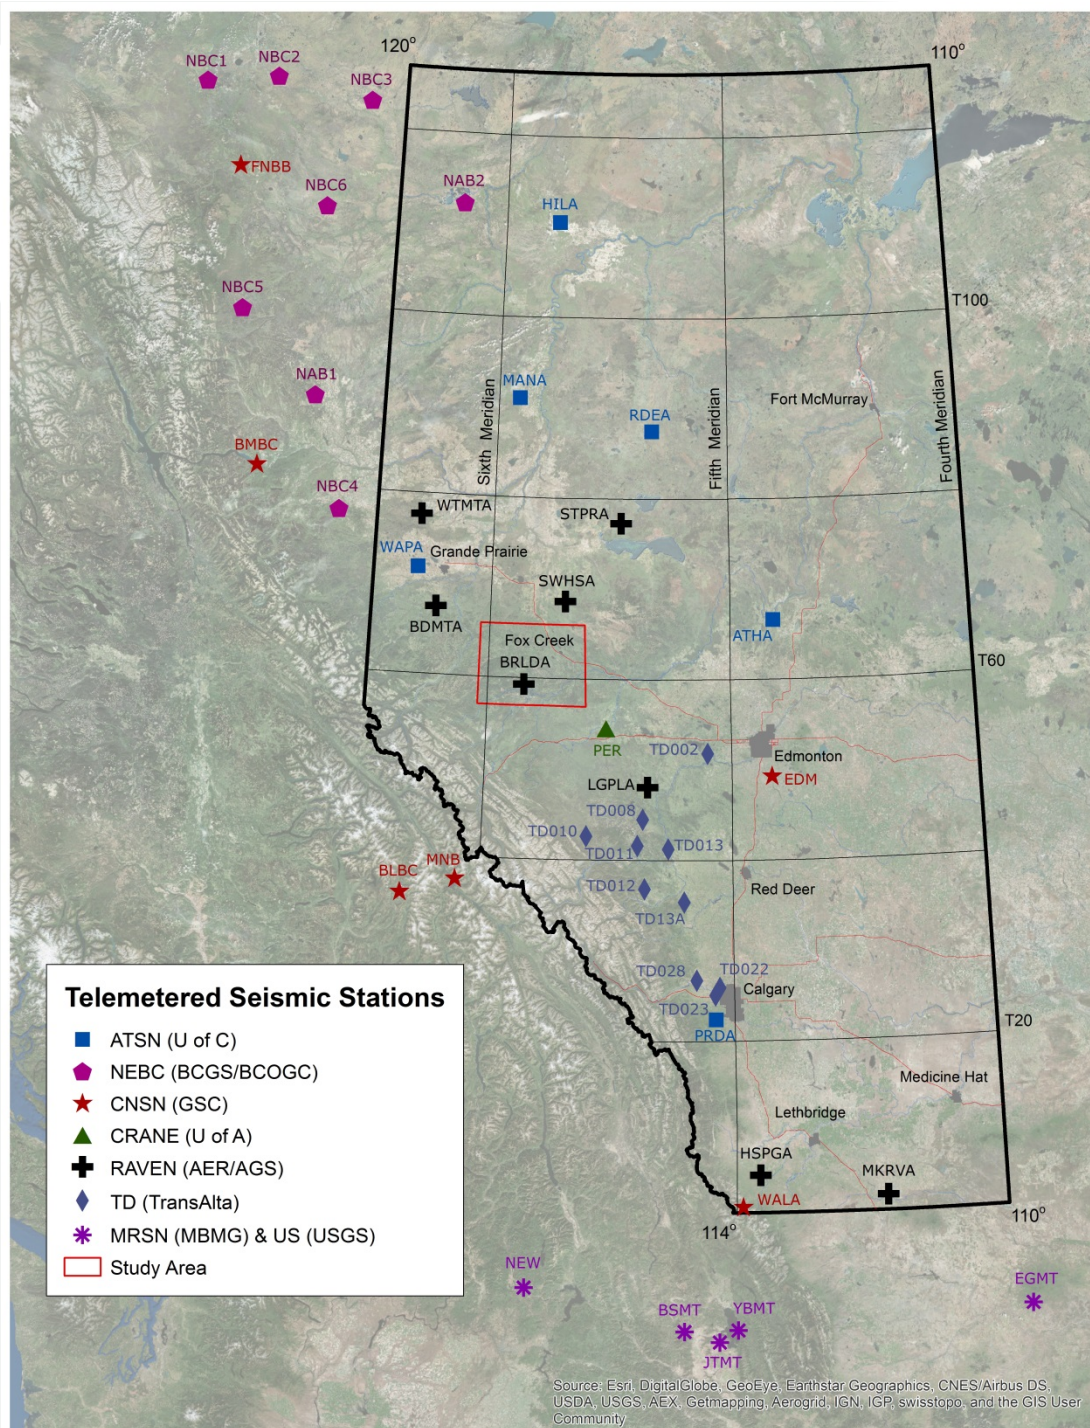 120°
110°
NBC1
NBC2
NBC3
FNBB
NBC6
NAB2
HILA
NBC5
T100
NAB1
MANA
RDEA
Fort McMurray
Sixth Meridian
Fifth Meridian
Fourth Meridian
BMBC
NBC4
WTMTA
STPRA
WAPA
Grande Prairie
SWHSA
BDMTA
ATHA
Fox Creek
BRLDA
T60
PER
TD002
Edmonton
EDM
LGPLA
TD008
TD010
TD011
TD013
BLBC
MNB
TD012
Red Deer
TD13A
TD028
TD022
Calgary
TD023
PRDA
T20
Medicine Hat
Lethbridge
HSPGA
MKRVA
WALA
114°
110°
Telemetered Seismic Stations
ATSN (U of C)
NEBC (BCGS/BCOGC)
CNSN (GSC)
CRANE (U of A)
RAVEN (AER/AGS)
TD (TransAlta)
MRSN (MBMG) & US (USGS)
Study Area
NEW
BSMT
YBMT
JTMT
EGMT
Source: Esri, DigitalGlobe, GeoEye, Earthstar Geographics, CNES/Airbus DS,
USDA, USGS, AEX, Getmapping, Aerogrid, IGN, IGP, swisstopo, and the GIS User
Community